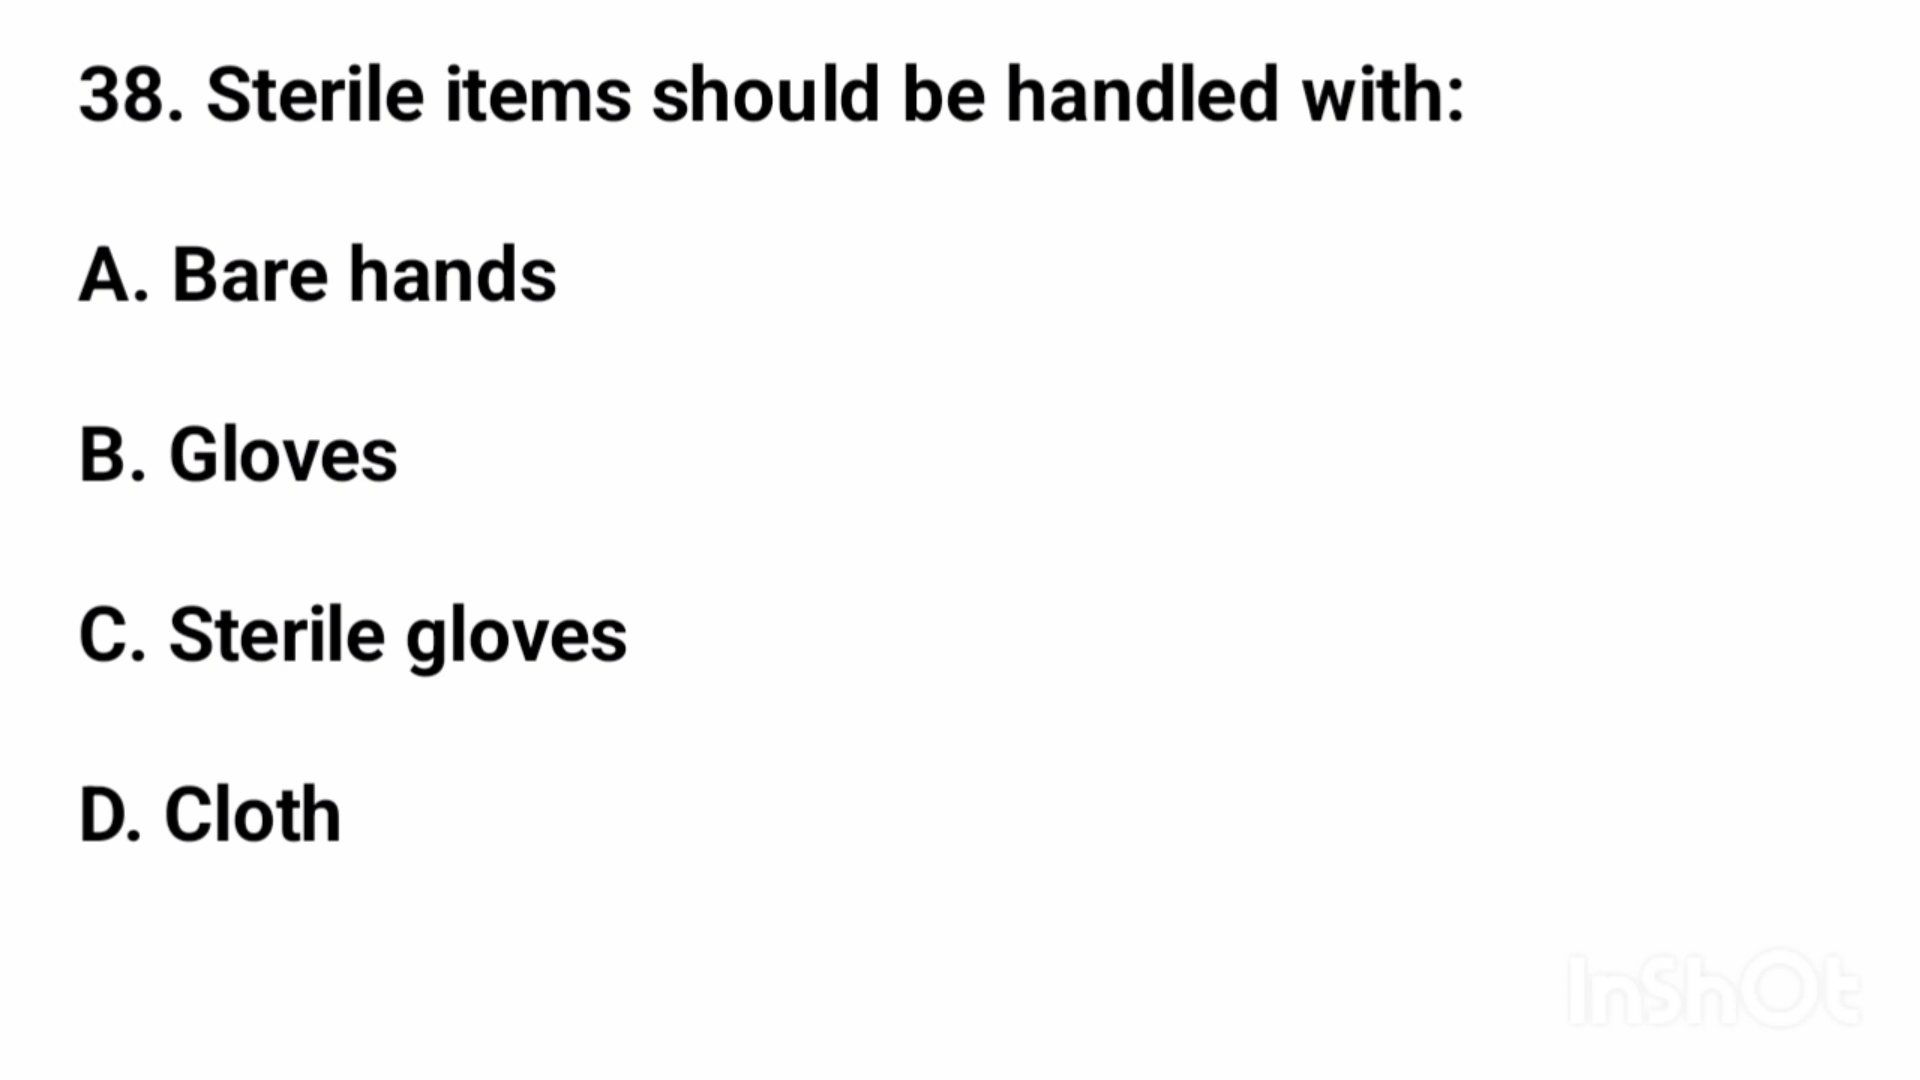 38. Sterile items should be handled with:
A. Bare hands
B. Gloves
C. Sterile gloves
D. Cloth
InShOt